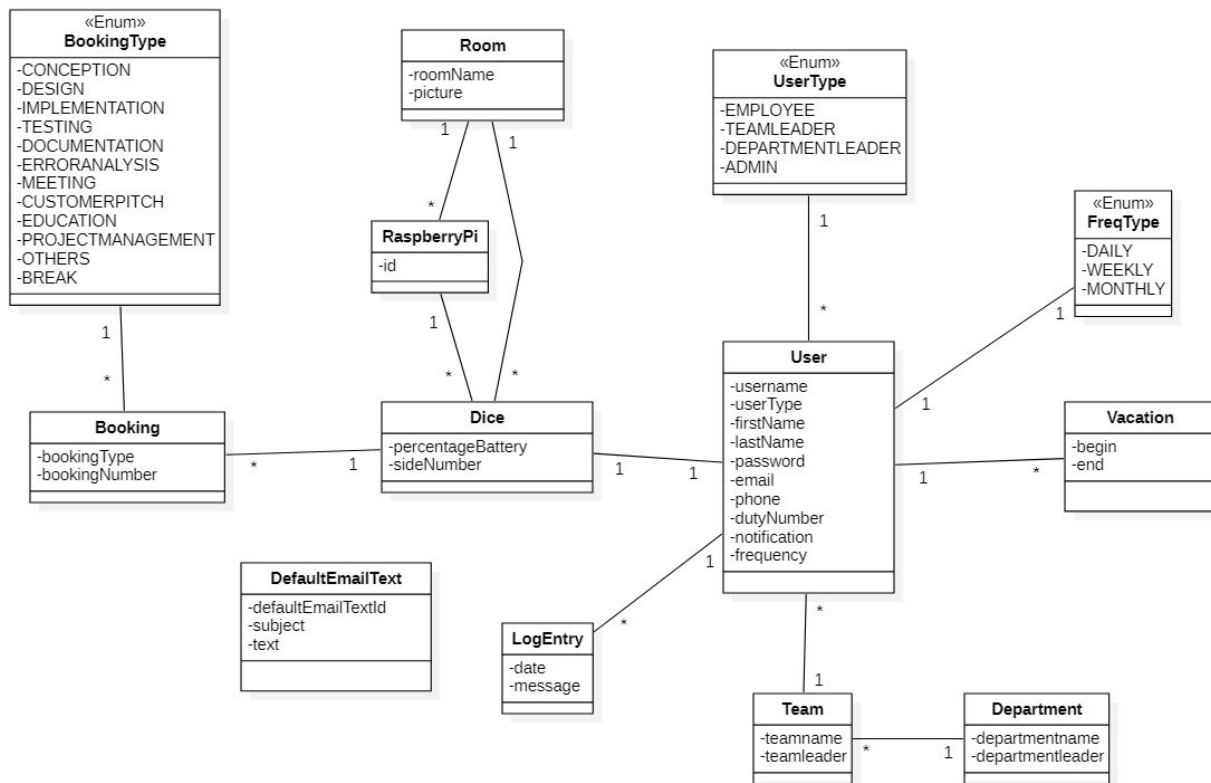 «Enum»
BookingType
-CONCEPTION
-DESIGN
-IMPLEMENTATION
-TESTING
-DOCUMENTATION
-ERRORANALYSIS
-MEETING
-CUSTOMERPITCH
-EDUCATION
-PROJECTMANAGEMENT
-OTHERS
-BREAK
1
*
Room
-roomName
-picture
1
1
*
RaspberryPi
-id
1
*
*
«Enum»
UserType
-EMPLOYEE
-TEAMLEADER
-DEPARTMENTLEADER
-ADMIN
1
*
«Enum»
FreqType
-DAILY
-WEEKLY
-MONTHLY
1
1
Booking
-bookingType
-bookingNumber
*
1
Dice
-percentageBattery
-sideNumber
1
1
User
-username
-userType
-firstName
-lastName
-password
-email
-phone
-dutyNumber
-notification
-frequency
1
*
Vacation
-begin
-end
DefaultEmailText
-defaultEmailTextId
-subject
-text
1
*
LogEntry
-date
-message
*
1
Team
-teamname
-teamleader
*
1
Department
-departmentname
-departmentleader